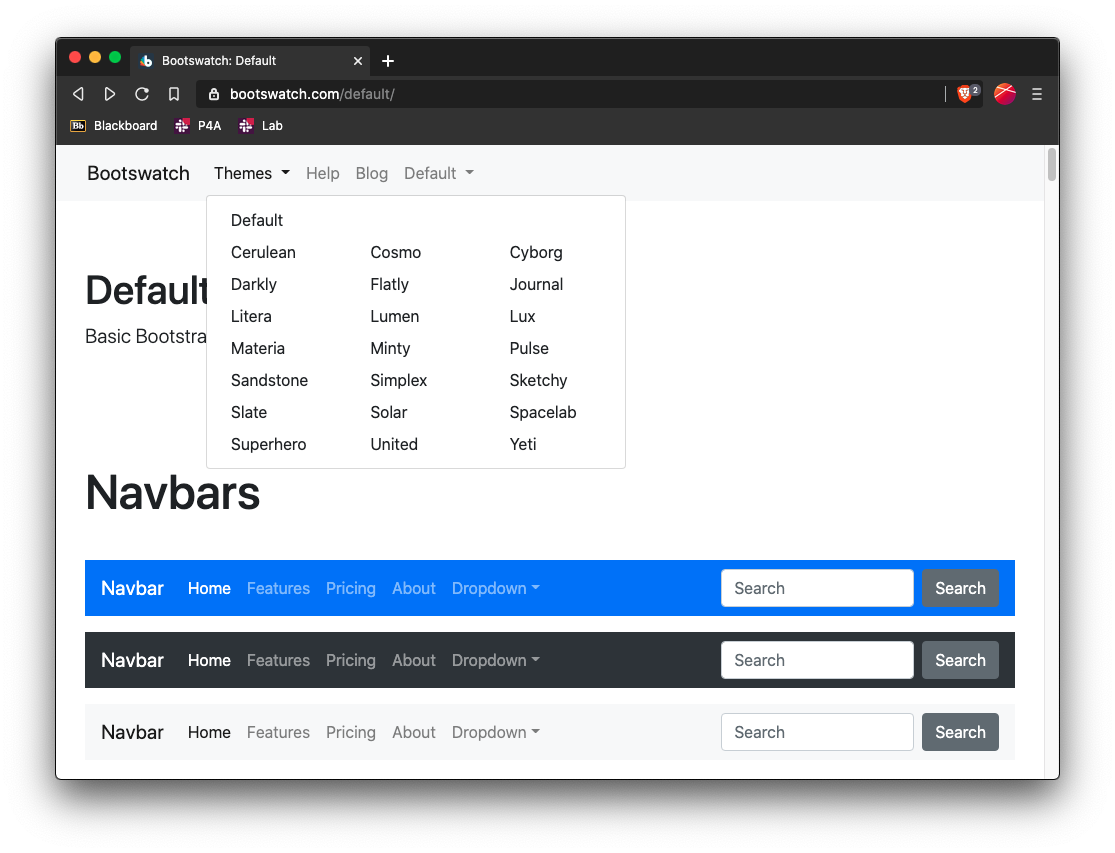 Bootswatch: Default
bootswatch.com/default/
2
Bb Blackboard P4A Lab
Bootswatch Themes Help Blog Default
Default
Cerulean Cosmo Cyborg
Darkly Flatly Journal
Default
Litera Lumen Lux
Basic Bootstra
Materia Minty Pulse
Sandstone Simplex Sketchy
Slate Solar Spacelab
Superhero United Yeti
Navbars
Navbar Home Features Pricing About Dropdown Search Search
Navbar Home Features Pricing About Dropdown Search Search
Navbar Home Features Pricing About Dropdown Search Search